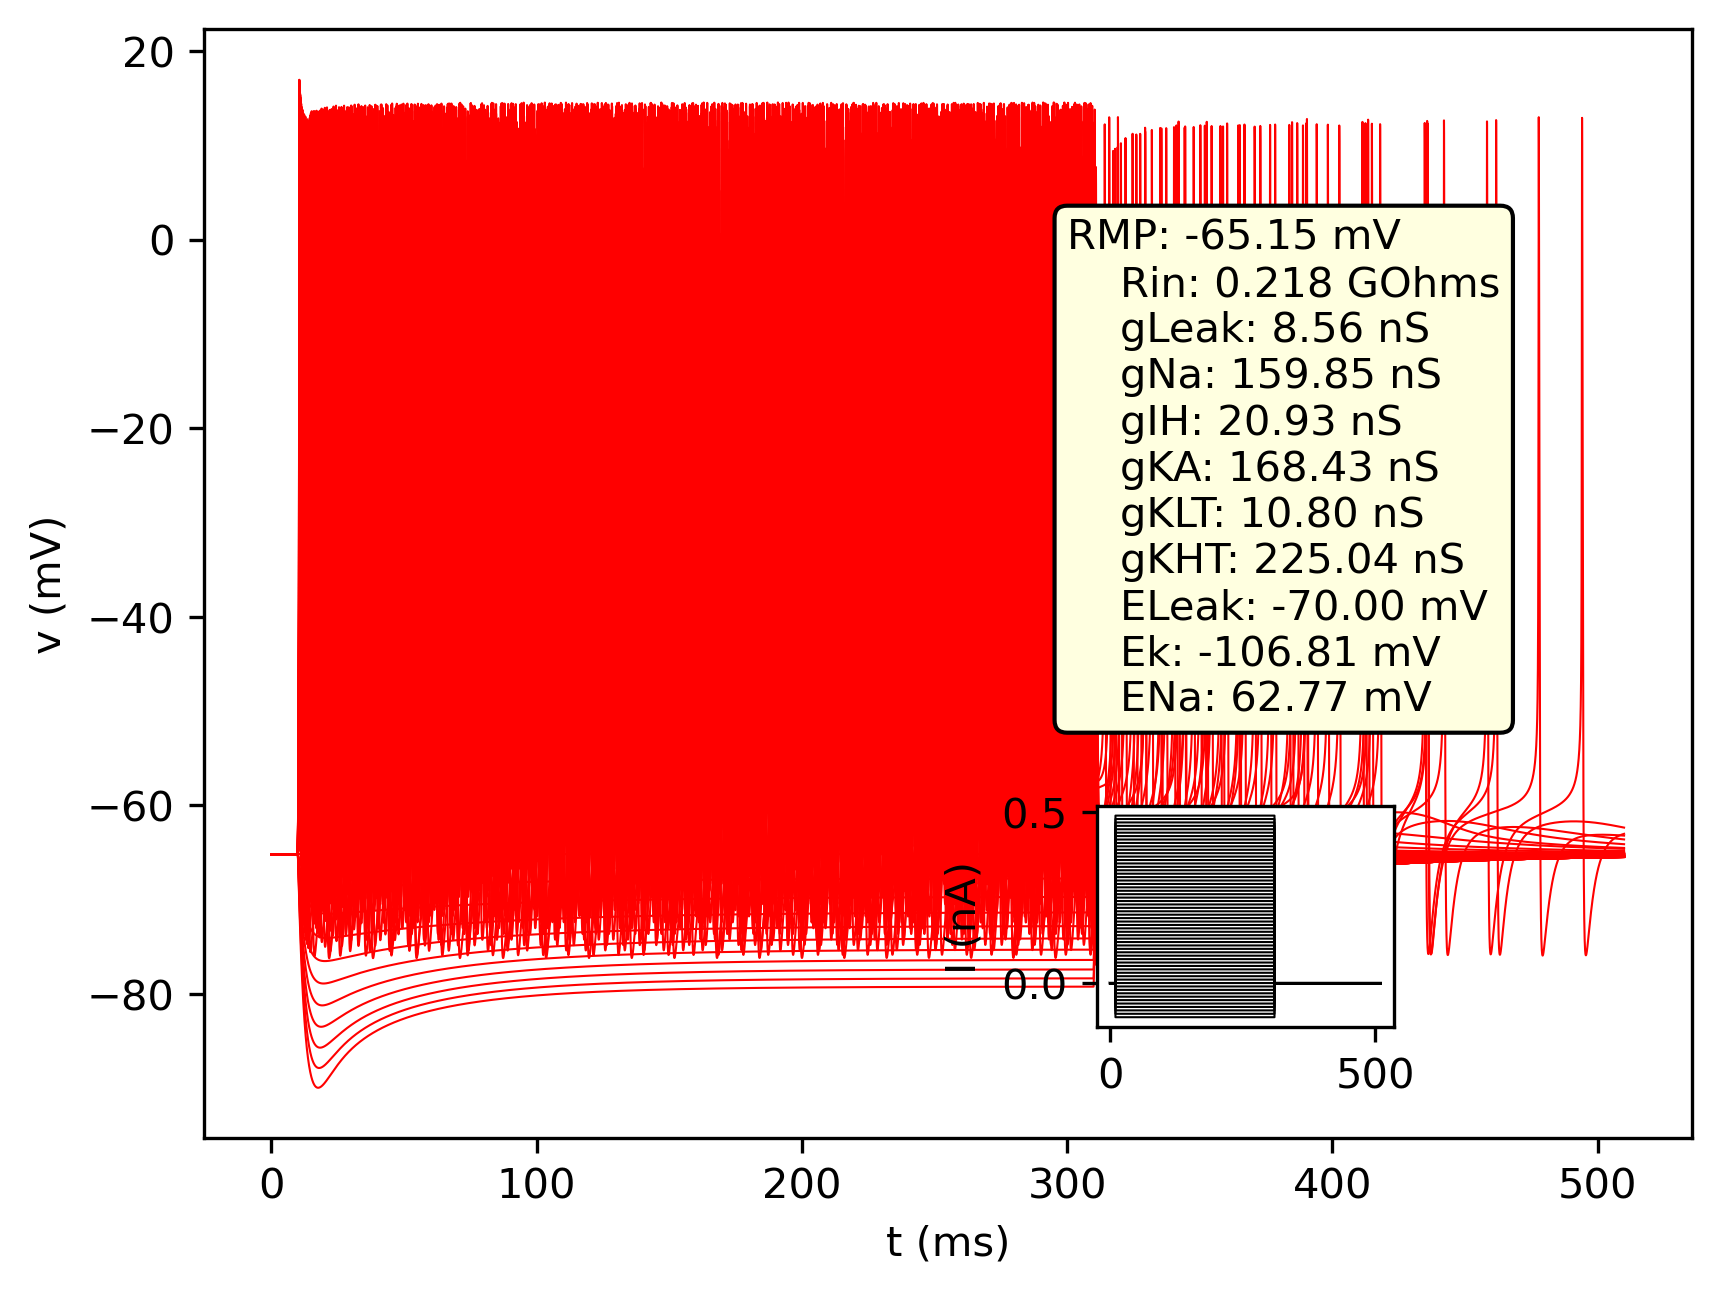 20
0
−20
−40
−60
−80
v (mV)
RMP: -65.15 mV
Rin: 0.218 GOhms
gLeak: 8.56 nS
gNa: 159.85 nS
gIH: 20.93 nS
gKA: 168.43 nS
gKLT: 10.80 nS
gKHT: 225.04 nS
ELeak: -70.00 mV
Ek: -106.81 mV
ENa: 62.77 mV
0.5
0.0
I (nA)
0 500
0 100 200 300 400 500
t (ms)